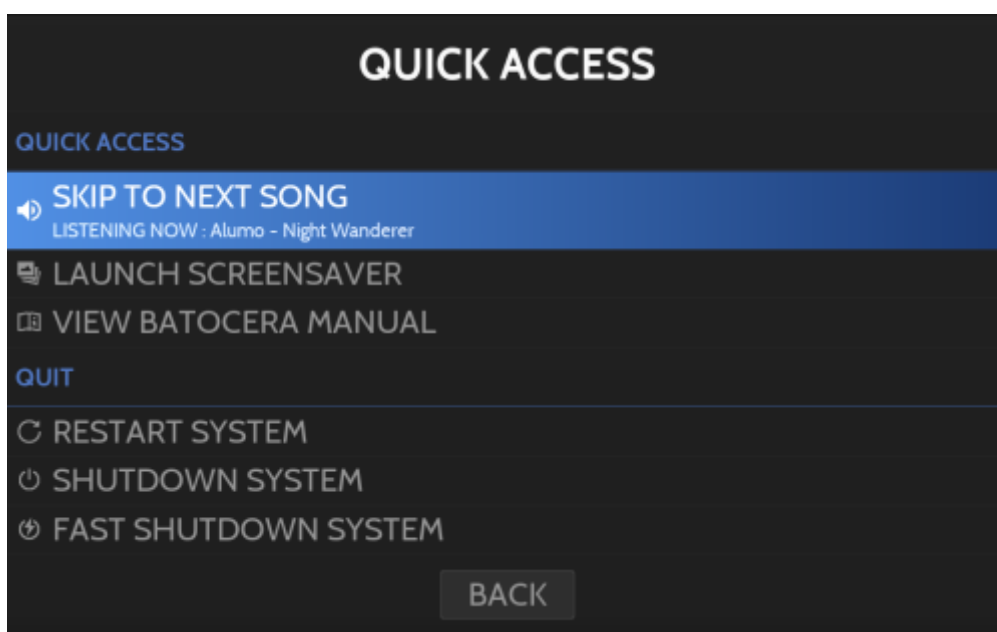 QUICK ACCESS
QUICK ACCESS
SKIP TO NEXT SONG
LISTENING NOW : Alumo - Night Wanderer
LAUNCH SCREENSAVER
VIEW BATOCERA MANUAL
QUIT
RESTART SYSTEM
SHUTDOWN SYSTEM
FAST SHUTDOWN SYSTEM
BACK